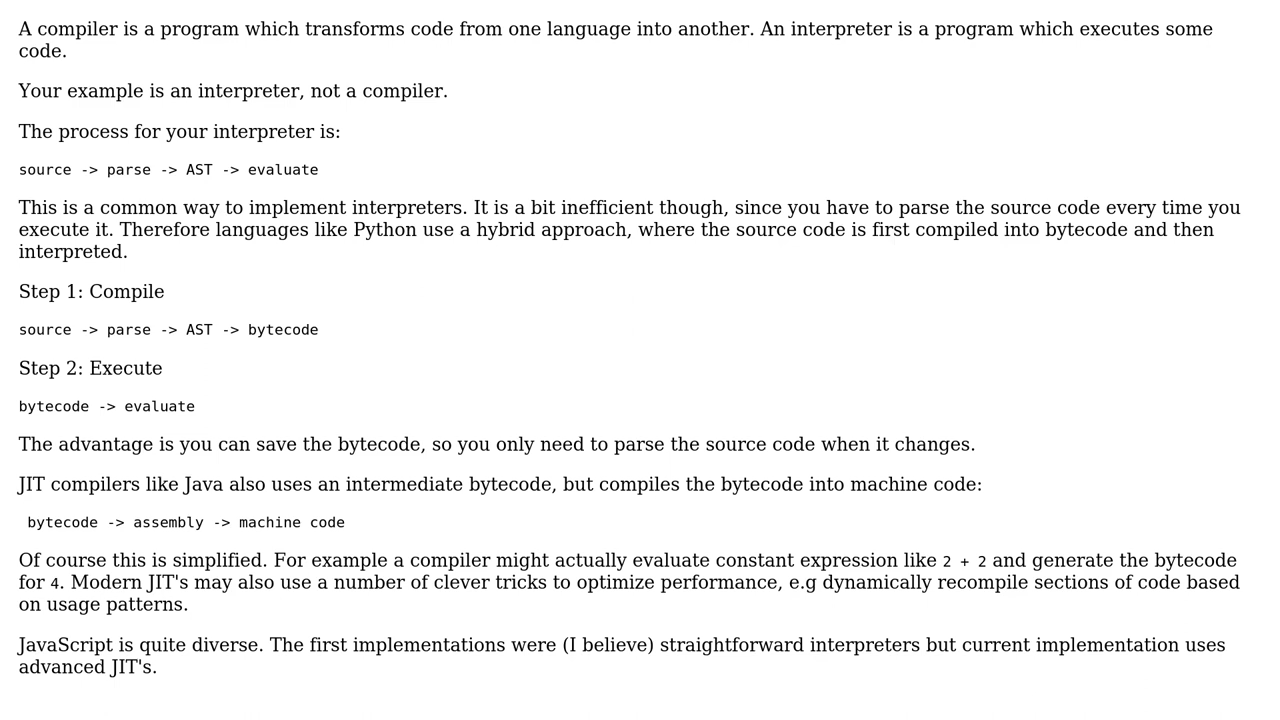 A compiler is a program which transforms code from one language into another. An interpreter is a program which executes some
code.
Your example is an interpreter, not a compiler.
The process for your interpreter is:
source -> parse -> AST -> evaluate
This is a common way to implement interpreters. It is a bit inefficient though, since you have to parse the source code every time you
execute it. Therefore languages like Python use a hybrid approach, where the source code is first compiled into bytecode and then
interpreted.
Step 1: Compile
source -> parse -> AST -> bytecode
Step 2: Execute
bytecode -> evaluate
The advantage is you can save the bytecode, so you only need to parse the source code when it changes.
JIT compilers like Java also uses an intermediate bytecode, but compiles the bytecode into machine code:
bytecode -> assembly -> machine code
Of course this is simplified. For example a compiler might actually evaluate constant expression like 2 + 2 and generate the bytecode
for 4. Modern JIT's may also use a number of clever tricks to optimize performance, e.g dynamically recompile sections of code based
on usage patterns.
JavaScript is quite diverse. The first implementations were (I believe) straightforward interpreters but current implementation uses
advanced JIT's.